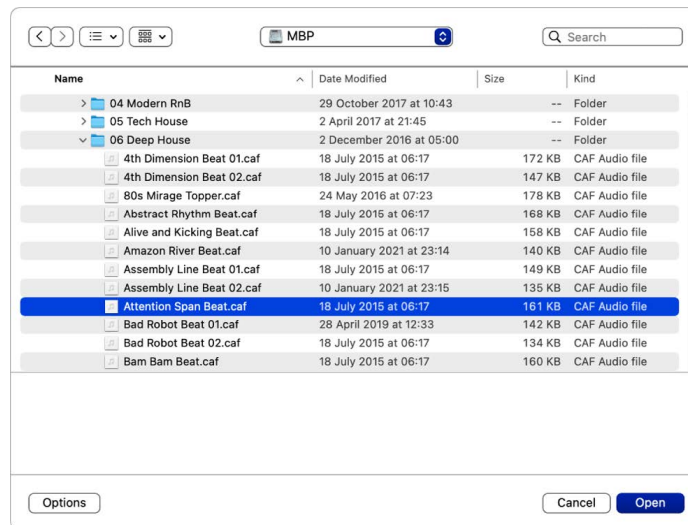 MBP
Search
Name Date Modified Size Kind
04 Modern RnB 29 October 2017 at 10:43 -- Folder
05 Tech House 2 April 2017 at 21:45 -- Folder
06 Deep House 2 December 2016 at 05:00 -- Folder
4th Dimension Beat 01.caf 18 July 2015 at 06:17 172 KB CAF Audio file
4th Dimension Beat 02.caf 18 July 2015 at 06:17 147 KB CAF Audio file
80s Mirage Topper.caf 24 May 2016 at 07:23 178 KB CAF Audio file
Abstract Rhythm Beat.caf 18 July 2015 at 06:17 168 KB CAF Audio file
Alive and Kicking Beat.caf 18 July 2015 at 06:17 158 KB CAF Audio file
Amazon River Beat.caf 10 January 2021 at 23:14 140 KB CAF Audio file
Assembly Line Beat 01.caf 18 July 2015 at 06:17 149 KB CAF Audio file
Assembly Line Beat 02.caf 10 January 2021 at 23:15 135 KB CAF Audio file
Attention Span Beat.caf 18 July 2015 at 06:17 161 KB CAF Audio file
Bad Robot Beat 01.caf 28 April 2019 at 12:33 142 KB CAF Audio file
Bad Robot Beat 02.caf 18 July 2015 at 06:17 134 KB CAF Audio file
Bam Bam Beat.caf 18 July 2015 at 06:17 160 KB CAF Audio file
Options Cancel Open